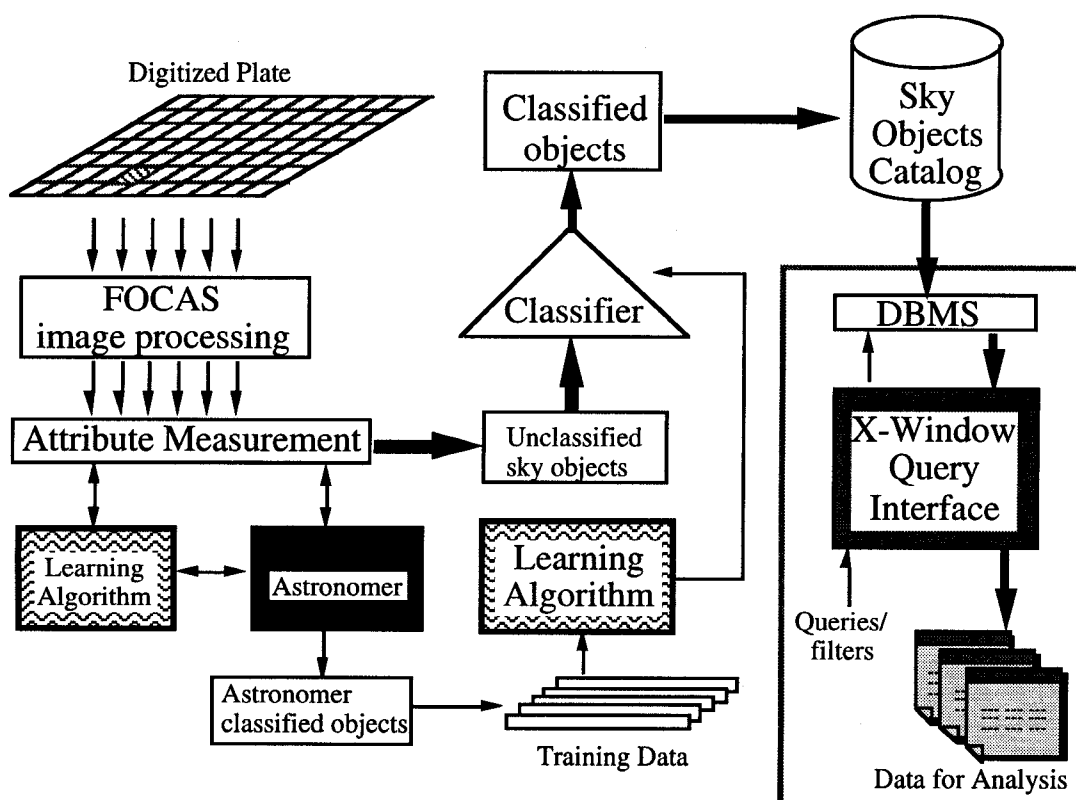 Digitized Plate
FOCAS
image processing
Attribute Measurement
Learning
Algorithm
Astronomer
Astronomer
classified objects
Training Data
Learning
Algorithm
Unclassified
sky objects
Classifier
Classified
objects
Sky
Objects
Catalog
DBMS
X-Window
Query
Interface
Queries/
filters
Data for Analysis